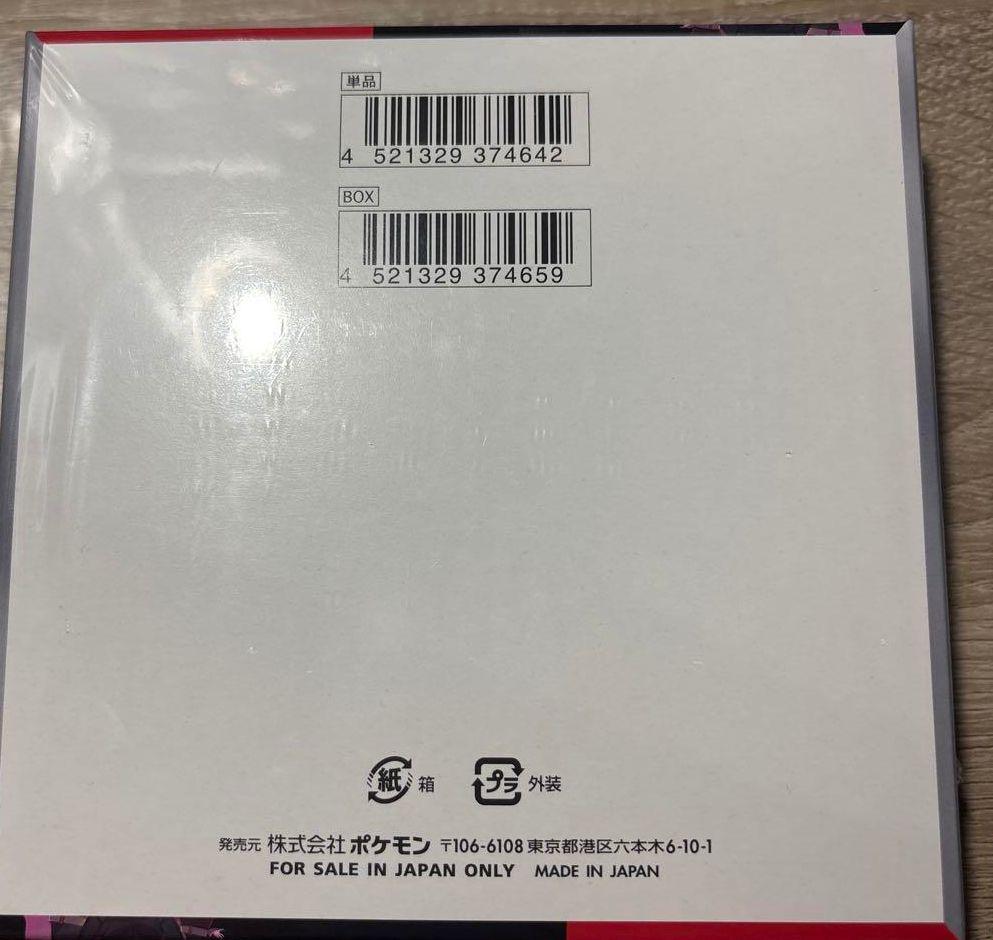 単品
4 521329 374642
BOX
4 521329 374659
紙 箱 プラ 外装
発売元 株式会社 ポケモン 〒106-6108 東京都港区六本木6-10-1
FOR SALE IN JAPAN ONLY MADE IN JAPAN